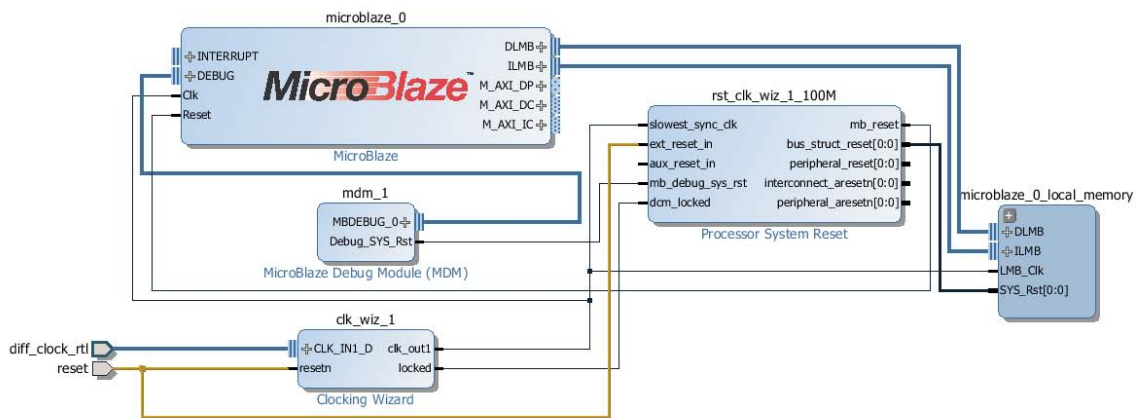 microblaze_0
INTERRUPT
DEBUG
Clk
Reset
MicroBlaze™
DLMB
ILMB
M_AXI_DP
M_AXI_DC
M_AXI_IC
MicroBlaze
mdm_1
MBDEBUG_0
Debug_SYS_Rst
MicroBlaze Debug Module (MDM)
rst_clk_wiz_1_100M
slowest_sync_clk
ext_reset_in
aux_reset_in
mb_debug_sys_rst
dcm_locked
mb_reset
bus_struct_reset[0:0]
peripheral_reset[0:0]
interconnect_aresetn[0:0]
peripheral_aresetn[0:0]
Processor System Reset
microblaze_0_local_memory
DLMB
ILMB
LMB_Clk
SYS_Rst[0:0]
diff_clock_rtl
reset
clk_wiz_1
CLK_IN1_D
resetn
clk_out1
locked
Clocking Wizard